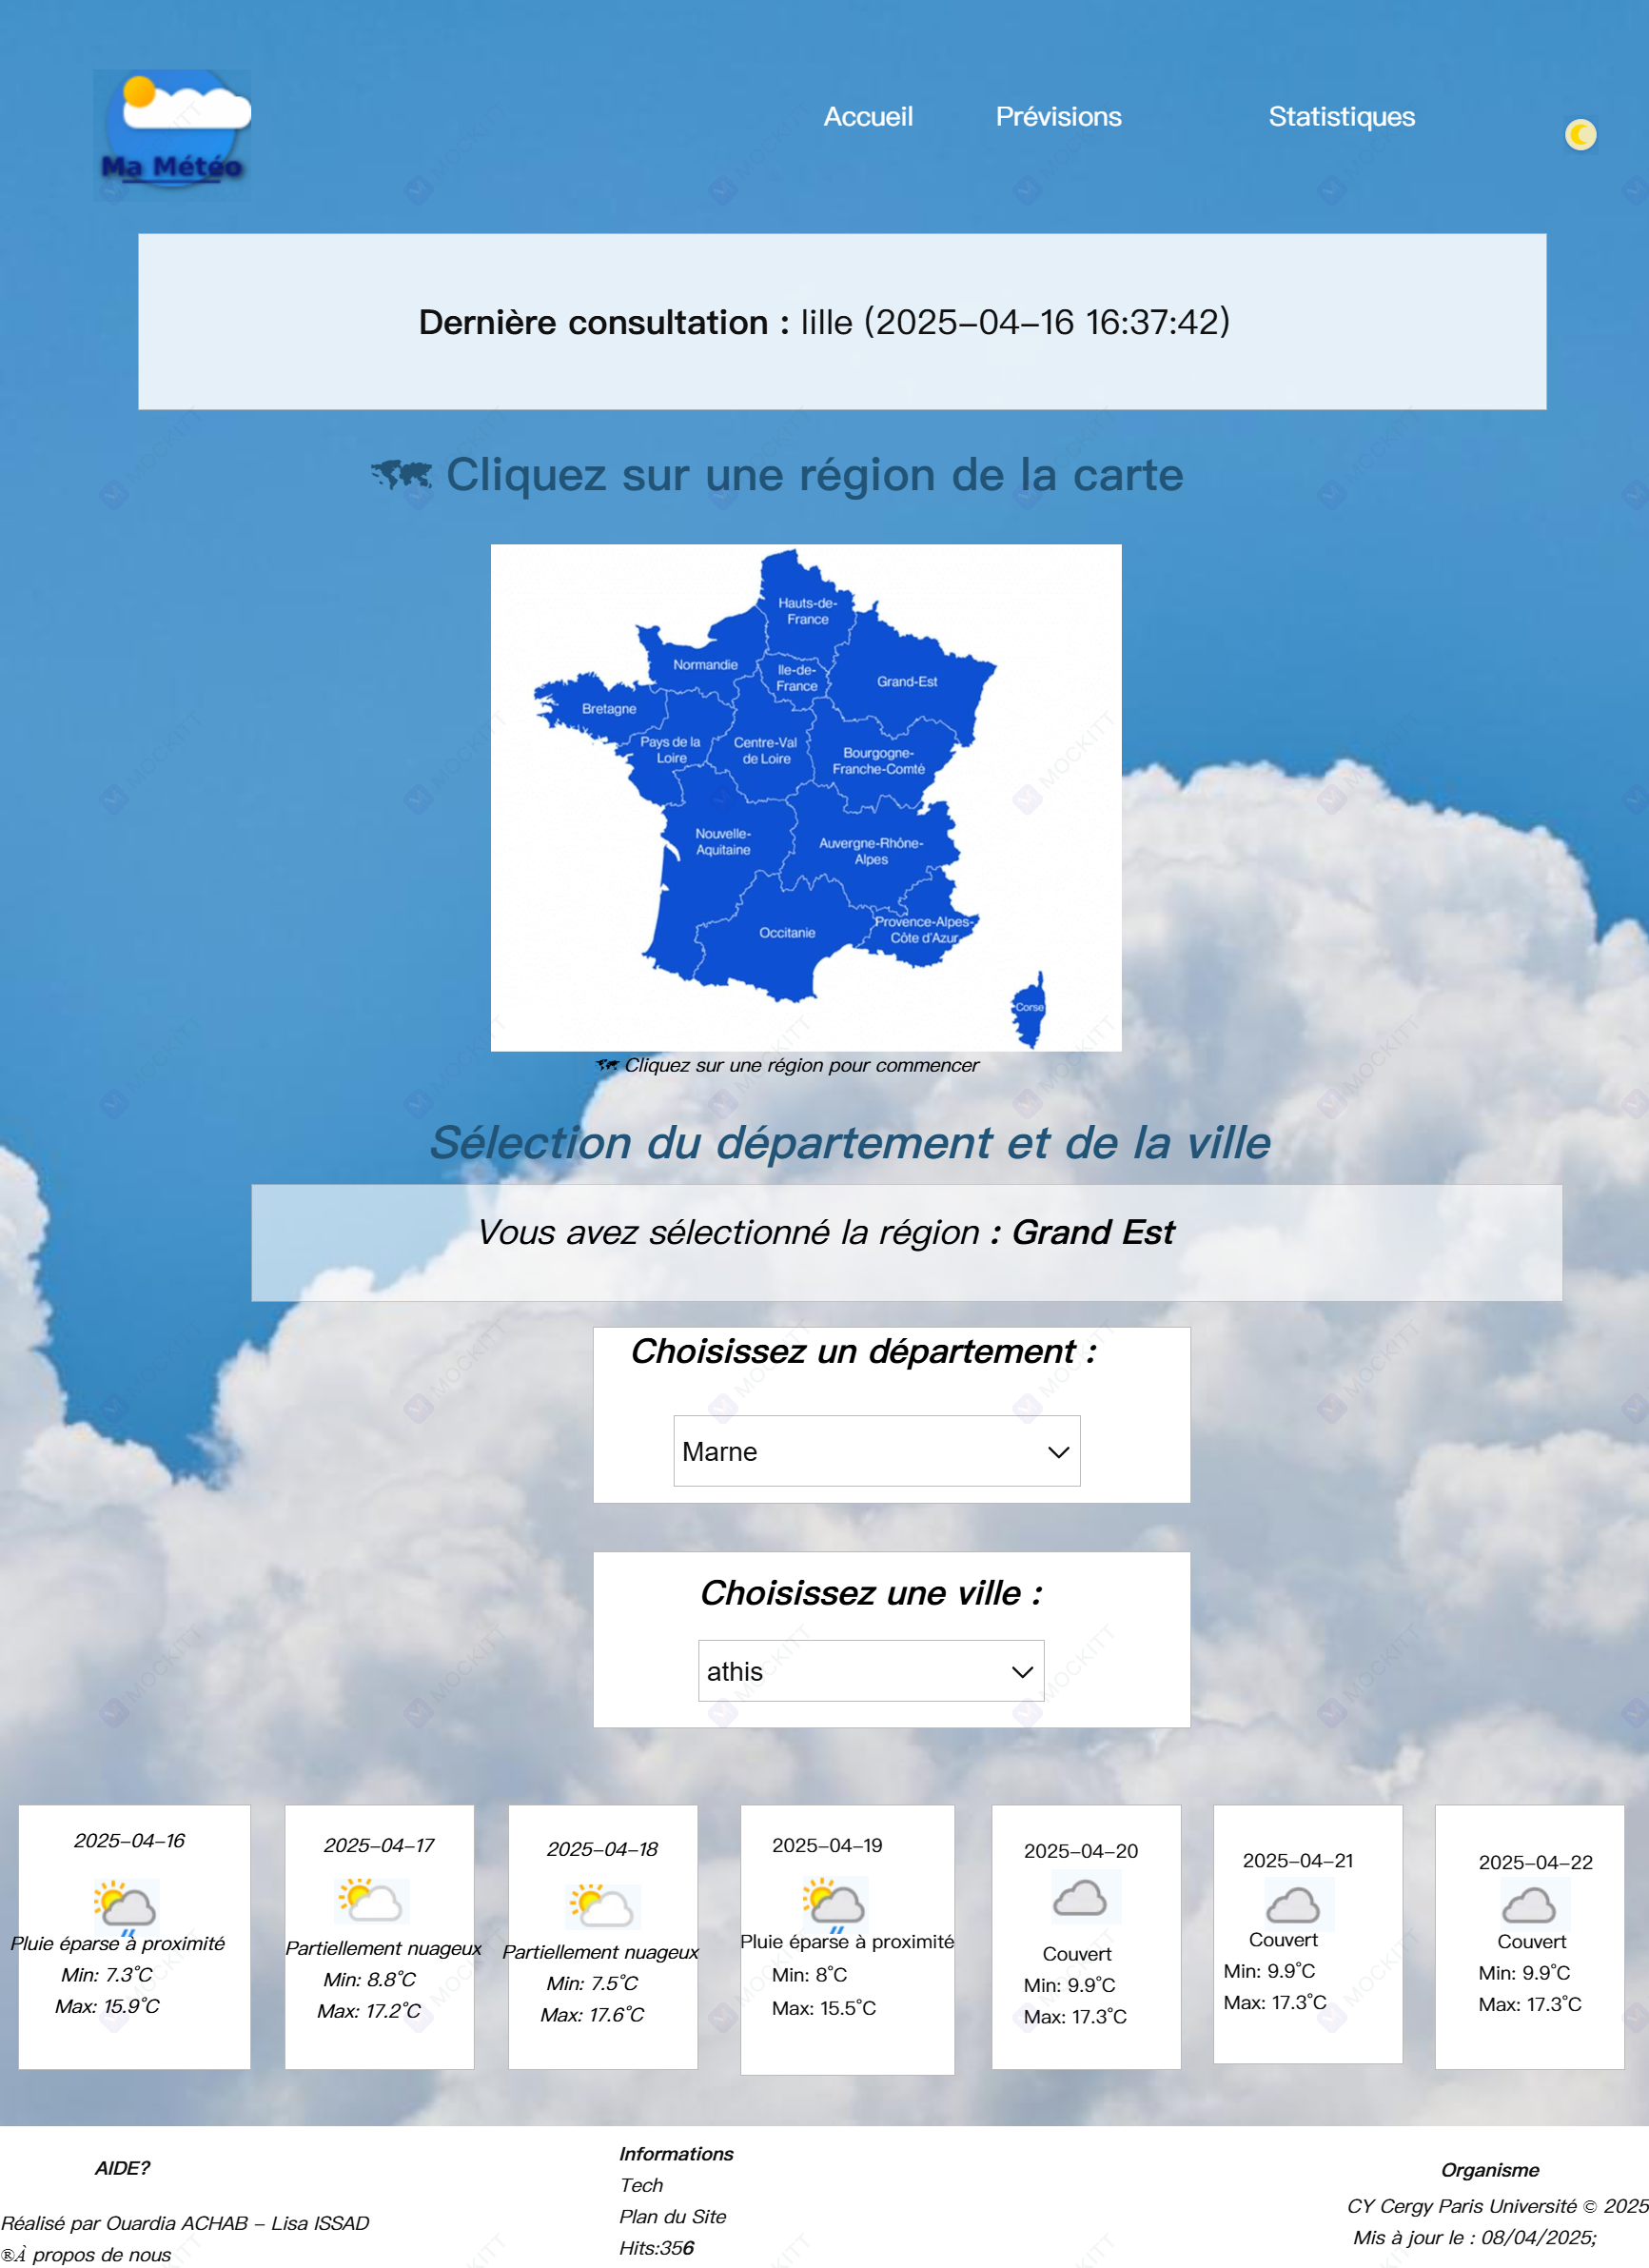 Ma Météo
Accueil
Prévisions
Statistiques
Dernière consultation : lille (2025-04-16 16:37:42)
Cliquez sur une région de la carte
Hauts-de-
France
Normandie
Ile-de-
France
Grand-Est
Bretagne
Pays de la
Loire
Centre-Val
de Loire
Bourgogne-
Franche-Comté
Nouvelle-
Aquitaine
Auvergne-Rhône-
Alpes
Occitanie
Provence-Alpes-
Côte d'Azur
Corse
Cliquez sur une région pour commencer
Sélection du département et de la ville
Vous avez sélectionné la région : Grand Est
Choisissez un département :
Marne
Choisissez une ville :
athis
2025-04-16
Pluie éparse à proximité
Min: 7.3°C
Max: 15.9°C
2025-04-17
Partiellement nuageux
Min: 8.8°C
Max: 17.2°C
2025-04-18
Partiellement nuageux
Min: 7.5°C
Max: 17.6°C
2025-04-19
Pluie éparse à proximité
Min: 8°C
Max: 15.5°C
2025-04-20
Couvert
Min: 9.9°C
Max: 17.3°C
2025-04-21
Couvert
Min: 9.9°C
Max: 17.3°C
2025-04-22
Couvert
Min: 9.9°C
Max: 17.3°C
AIDE?
Réalisé par Ouardia ACHAB - Lisa ISSAD
®À propos de nous
Informations
Tech
Plan du Site
Hits:356
Organisme
CY Cergy Paris Université © 2025
Mis à jour le : 08/04/2025;
MOCKITT